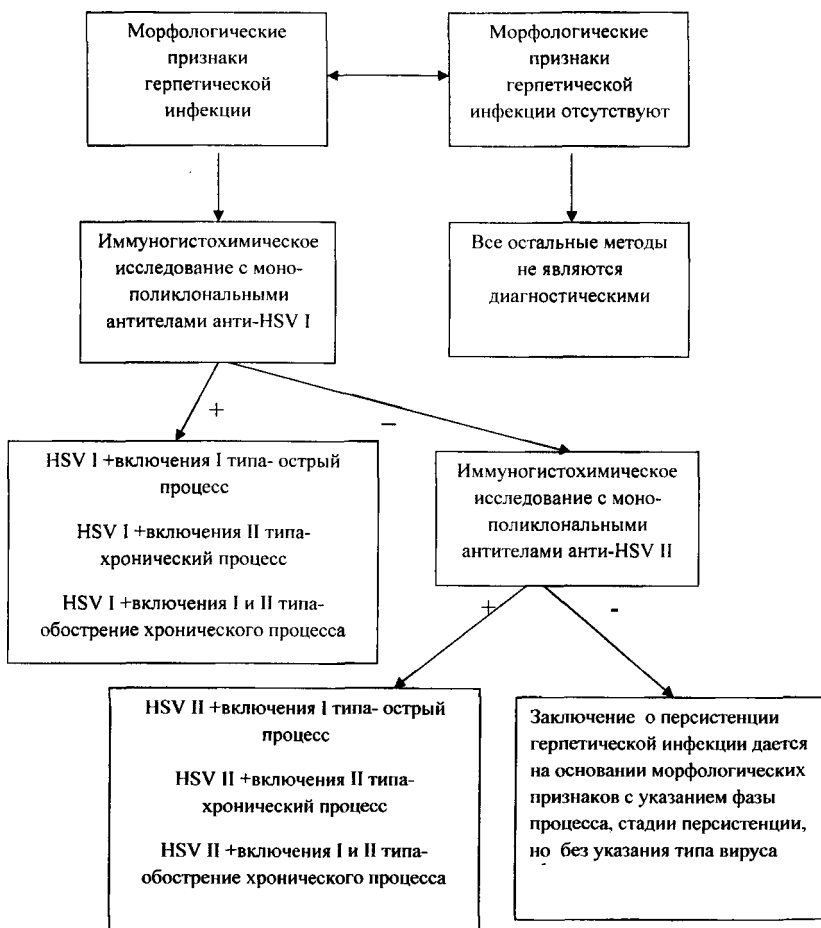 Морфологические
признаки
герпетической
инфекции
Морфологические
признаки
герпетической
инфекции отсутствуют
Иммуногистохимическое
исследование с моно-
поликлональными
антителами анти-HSV I
Все остальные методы
не являются
диагностическими
+
-
HSV I +включения I типа- острый
процесс
HSV I +включения II типа-
хронический процесс
HSV I +включения I и II типа-
обострение хронического процесса
Иммуногистохимическое
исследование с моно-
поликлональными
антителами анти-HSV II
+
-
HSV II +включения I типа- острый
процесс
HSV II +включения II типа-
хронический процесс
HSV II +включения I и II типа-
обострение хронического процесса
Заключение о персистенции
герпетической инфекции дается
на основании морфологических
признаков с указанием фазы
процесса, стадии персистенции,
но без указания типа вируса